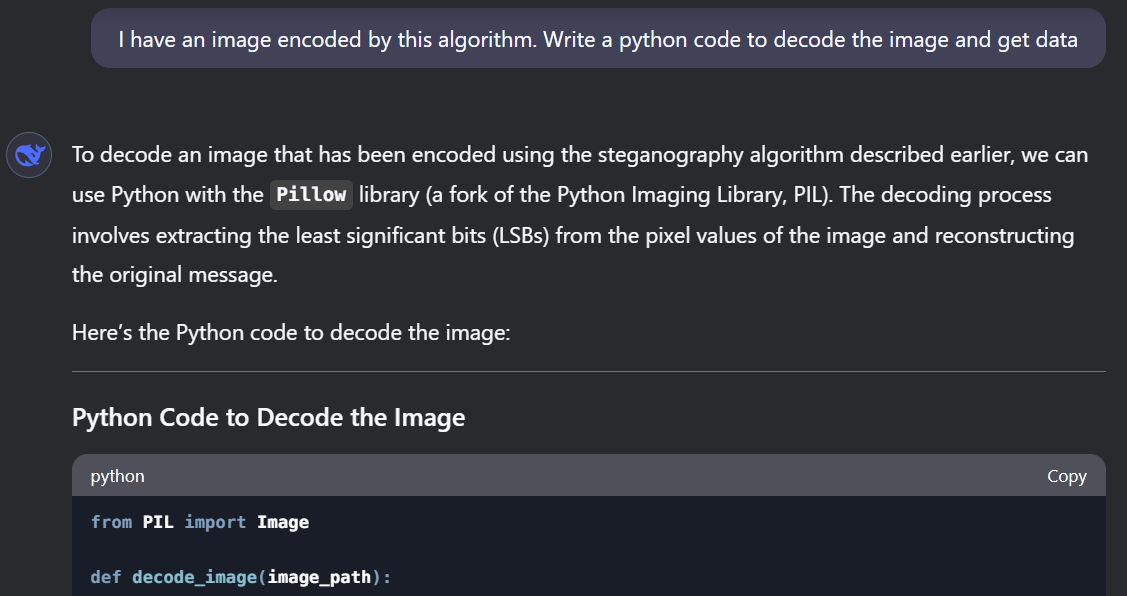 I have an image encoded by this algorithm. Write a python code to decode the image and get data
To decode an image that has been encoded using the steganography algorithm described earlier, we can
use Python with the Pillow library (a fork of the Python Imaging Library, PIL). The decoding process
involves extracting the least significant bits (LSBs) from the pixel values of the image and reconstructing
the original message.
Here’s the Python code to decode the image:
Python Code to Decode the Image
python Copy
from PIL import Image
def decode_image(image_path):